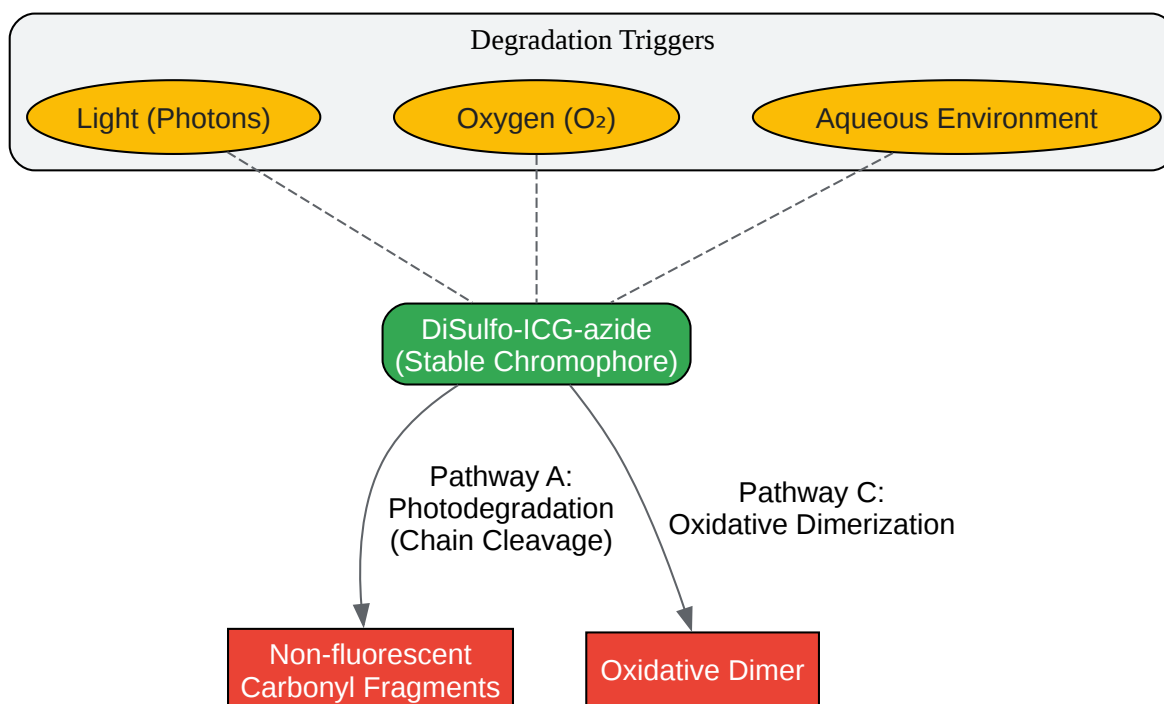 Degradation Triggers
Light (Photons)
Oxygen (O₂)
Aqueous Environment
DiSulfo-ICG-azide
(Stable Chromophore)
Pathway A:
Photodegradation
(Chain Cleavage)
Pathway C:
Oxidative Dimerization
Non-fluorescent
Carbonyl Fragments
Oxidative Dimer